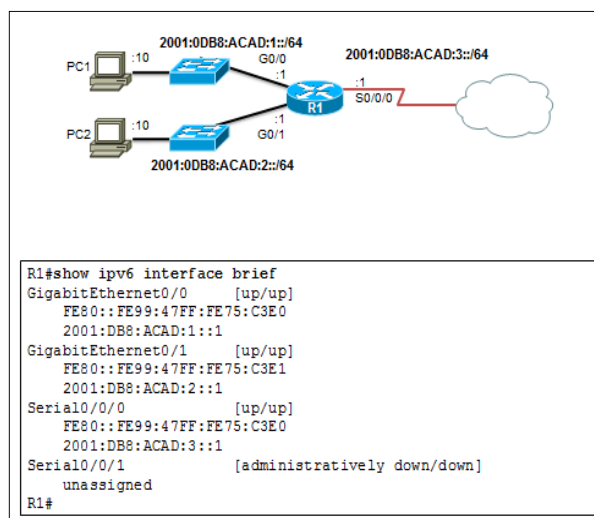 2001:0DB8:ACAD:1::/64
PC1
:10
G0/0
:1
2001:0DB8:ACAD:3::/64
:1
S0/0/0
R1
PC2
:10
:1
G0/1
2001:0DB8:ACAD:2::/64
R1#show ipv6 interface brief
GigabitEthernet0/0 [up/up]
FE80::FE99:47FF:FE75:C3E0
2001:DB8:ACAD:1::1
GigabitEthernet0/1 [up/up]
FE80::FE99:47FF:FE75:C3E1
2001:DB8:ACAD:2::1
Serial0/0/0 [up/up]
FE80::FE99:47FF:FE75:C3E0
2001:DB8:ACAD:3::1
Serial0/0/1 [administratively down/down]
unassigned
R1#